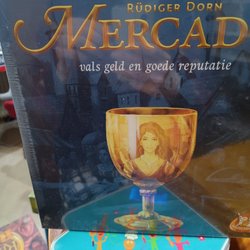 RÜDIGER DORN
MERCAD
vals geld en goede reputatie